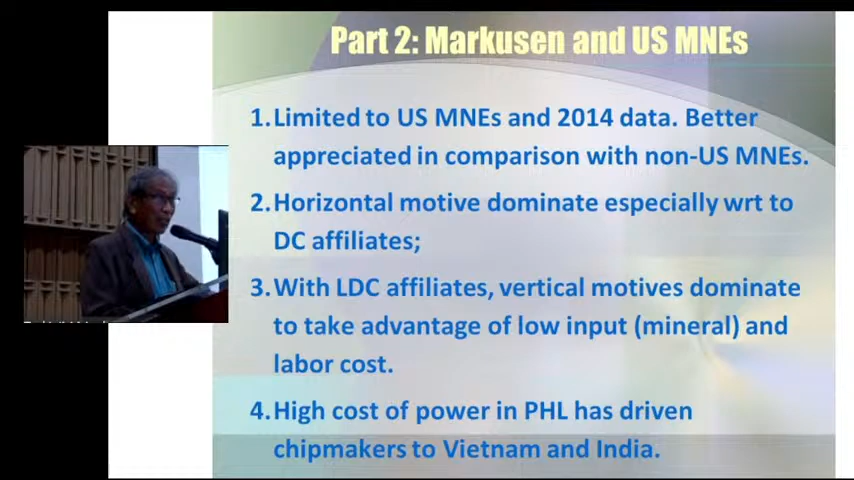 Part 2: Markusen and US MNEs
1. Limited to US MNEs and 2014 data. Better
appreciated in comparison with non-US MNEs.
2. Horizontal motive dominate especially wrt to
DC affiliates;
3. With LDC affiliates, vertical motives dominate
to take advantage of low input (mineral) and
labor cost.
4. High cost of power in PHL has driven
chipmakers to Vietnam and India.